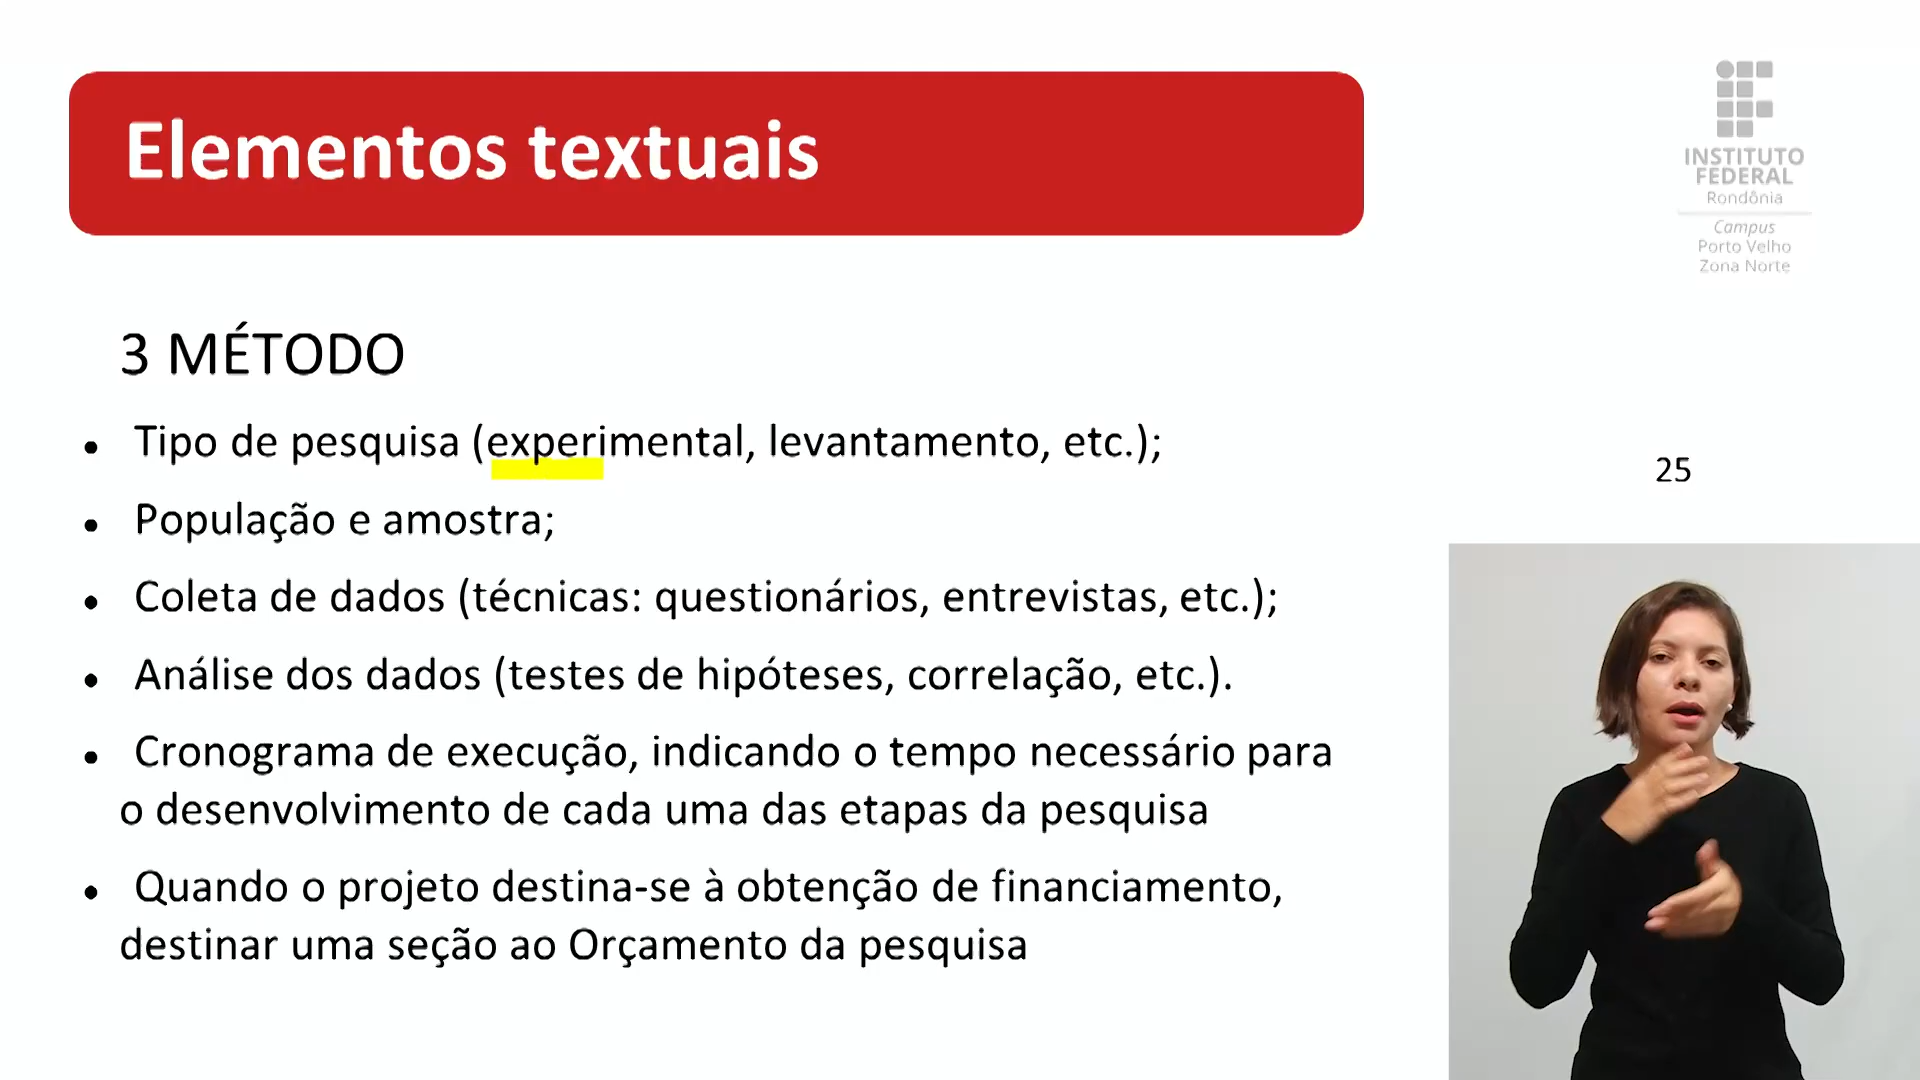 Elementos textuais
INSTITUTO
FEDERAL
Rondônia
Campus
Porto Velho
Zona Norte
3 MÉTODO
• Tipo de pesquisa (experimental, levantamento, etc.);
25
• População e amostra;
• Coleta de dados (técnicas: questionários, entrevistas, etc.);
• Análise dos dados (testes de hipóteses, correlação, etc.).
• Cronograma de execução, indicando o tempo necessário para
o desenvolvimento de cada uma das etapas da pesquisa
• Quando o projeto destina-se à obtenção de financiamento,
destinar uma seção ao Orçamento da pesquisa